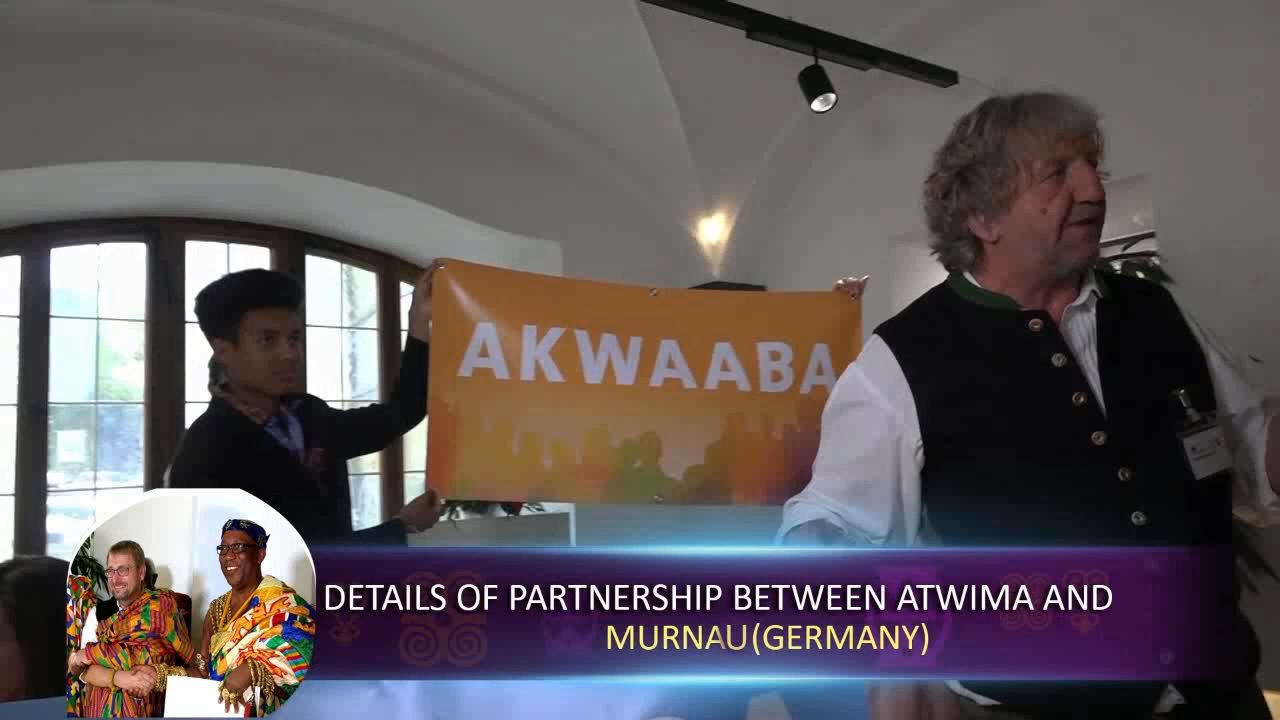 AKWAABA
DETAILS OF PARTNERSHIP BETWEEN ATWIMA AND
MURNAU(GERMANY)